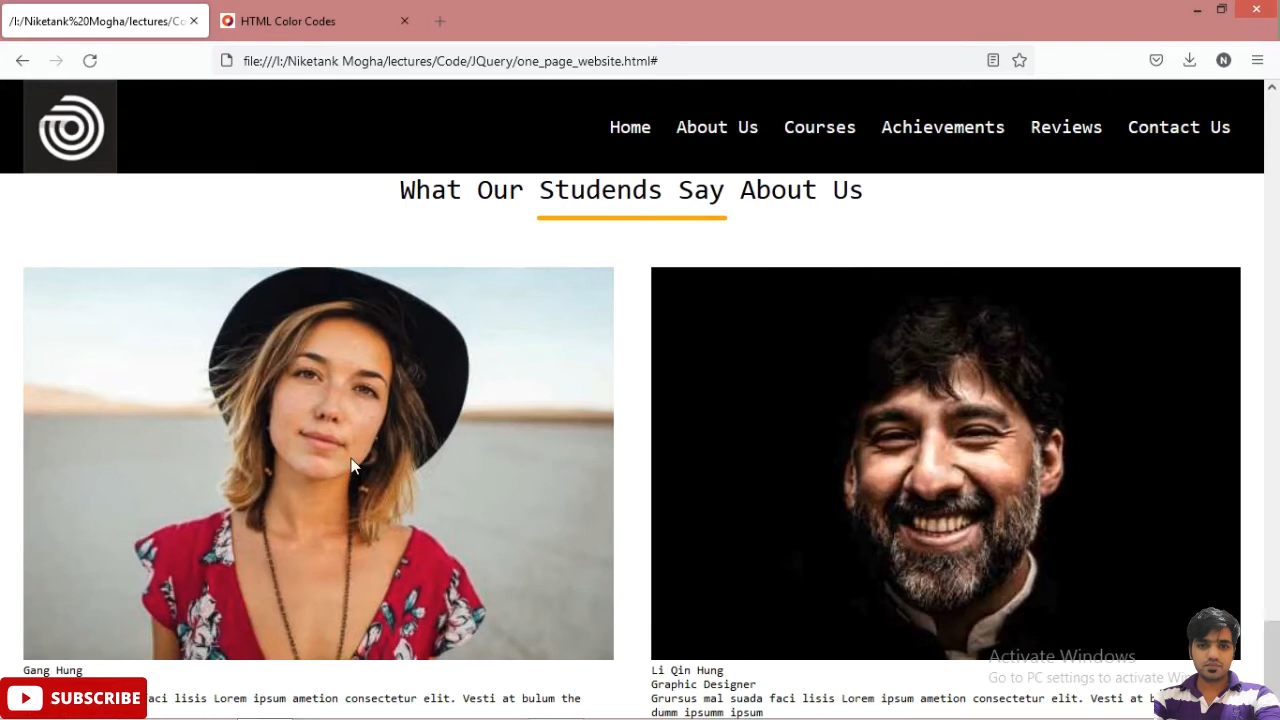 /I:/Niketank%20Mogha/lectures/Co
HTML Color Codes
file:///I:/Niketank Mogha/lectures/Code/JQuery/one_page_website.html#
N
Home About Us Courses Achievements Reviews Contact Us
What Our Studends Say About Us
Gang Hung
faci lisis Lorem ipsum ametion consectetur elit. Vesti at bulum the
Li Qin Hung
Graphic Designer
Grursus mal suada faci lisis Lorem ipsum ametion consectetur elit. Vesti at
dumm ipsumm ipsum
Activate Windows
Go to PC settings to activate
SUBSCRIBE